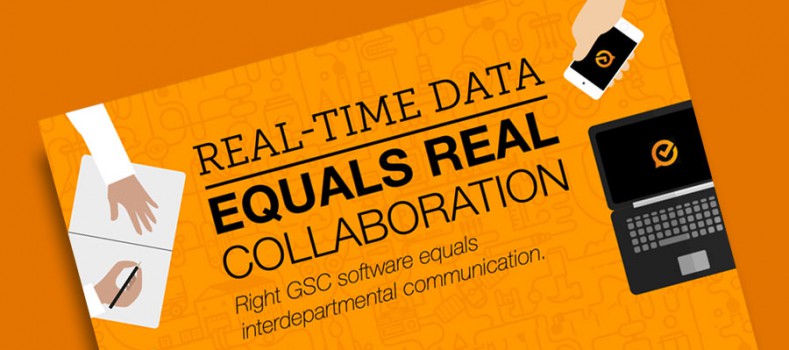 REAL-TIME DATA
EQUALS REAL
COLLABORATION
Right GSC software equals
interdepartmental communication.